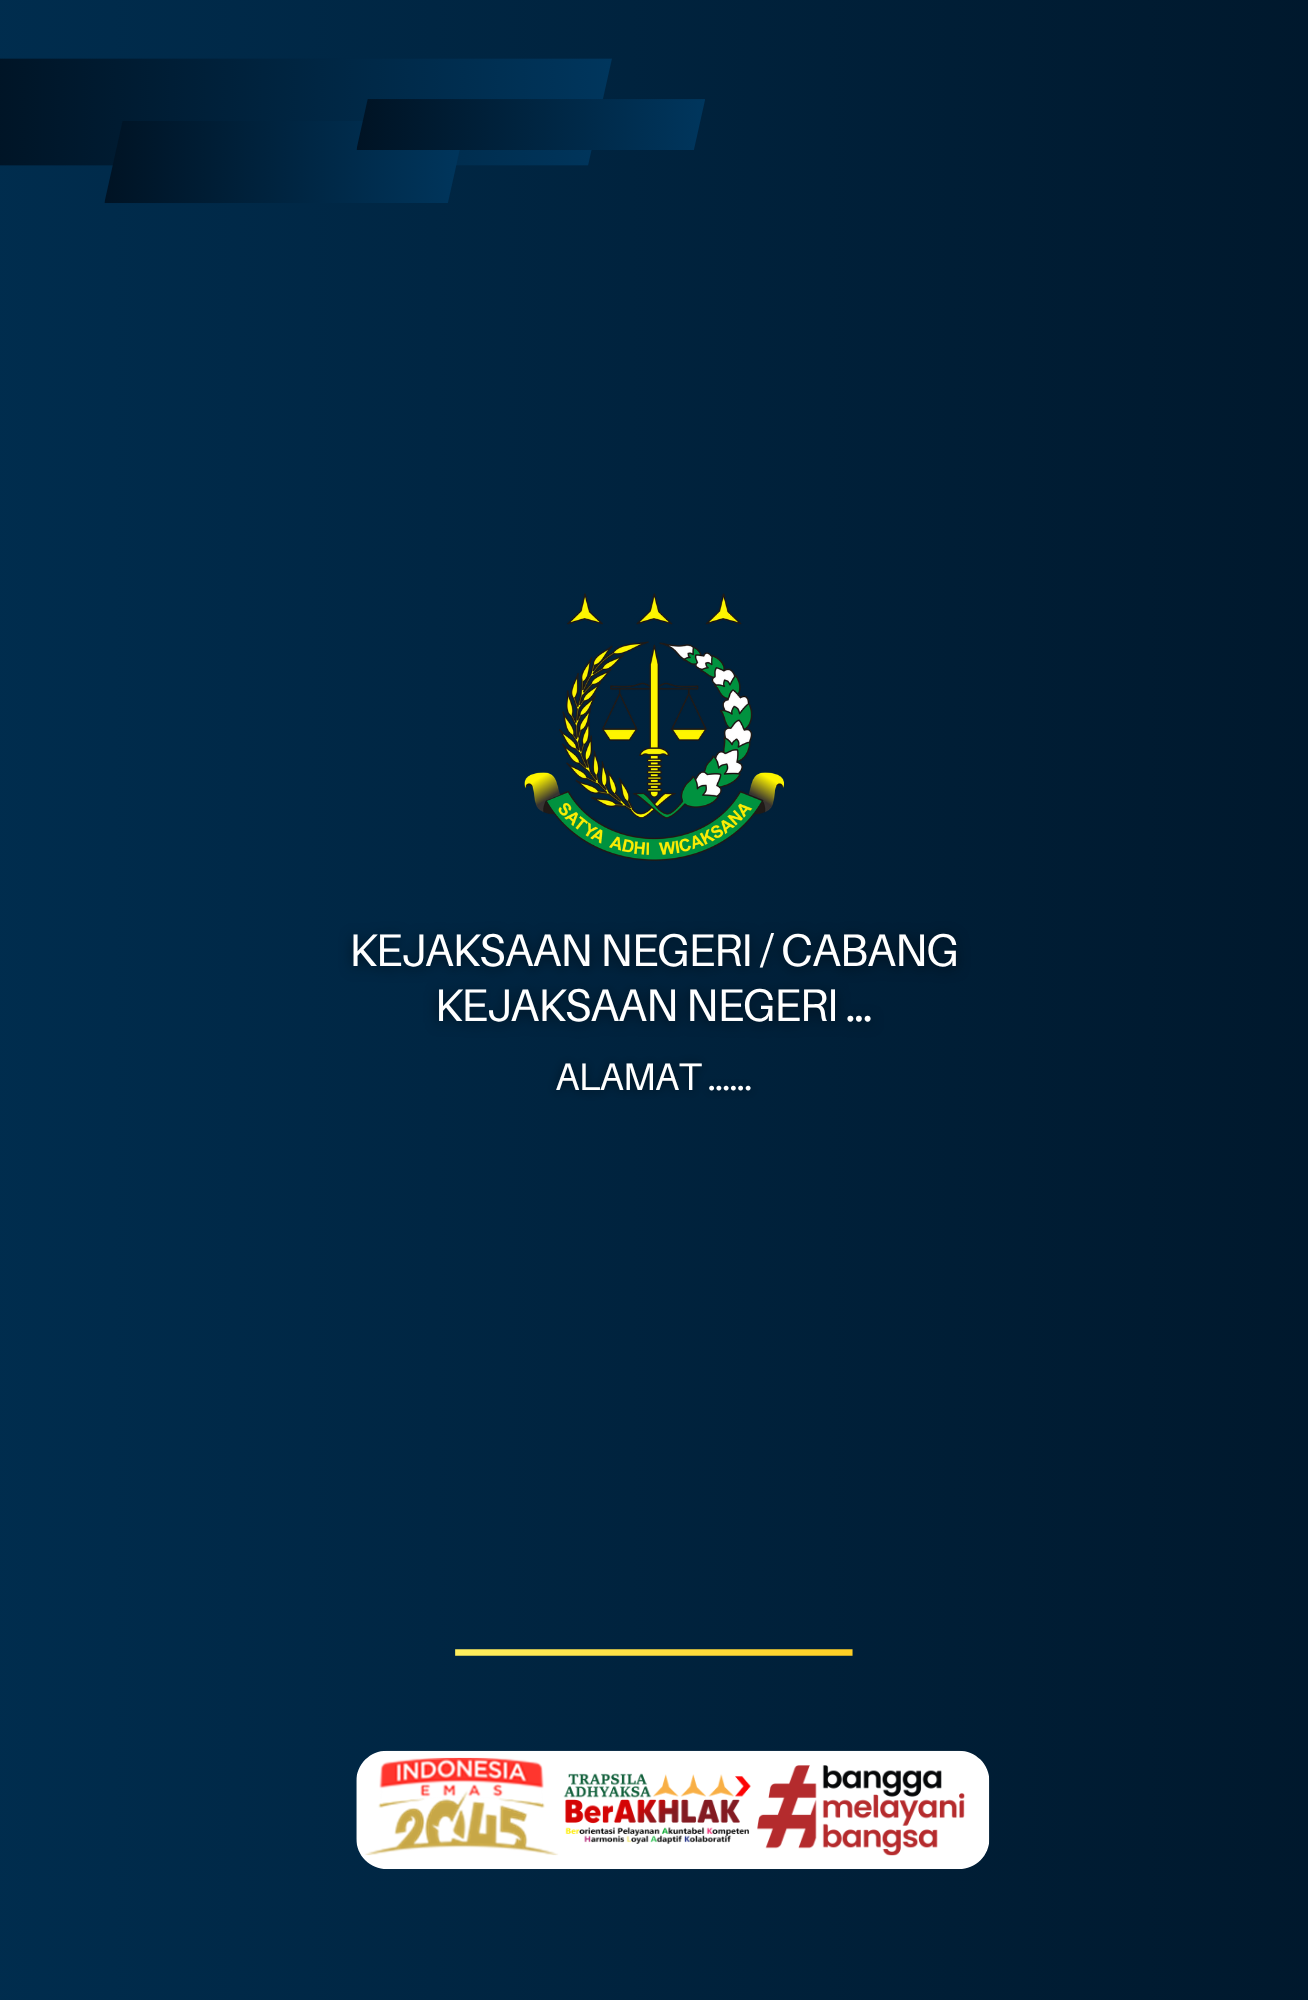 SATYA ADHI WICAKSANA
KEJAKSAAN NEGERI / CABANG
KEJAKSAAN NEGERI ...
ALAMAT ......
INDONESIA
EMAS
2045
TRAPSILA
ADHYAKSA
BerAKHLAK
Berorientasi Pelayanan Akuntabel Kompeten
Harmonis Loyal Adaptif Kolaboratif
#bangga
melayani
bangsa